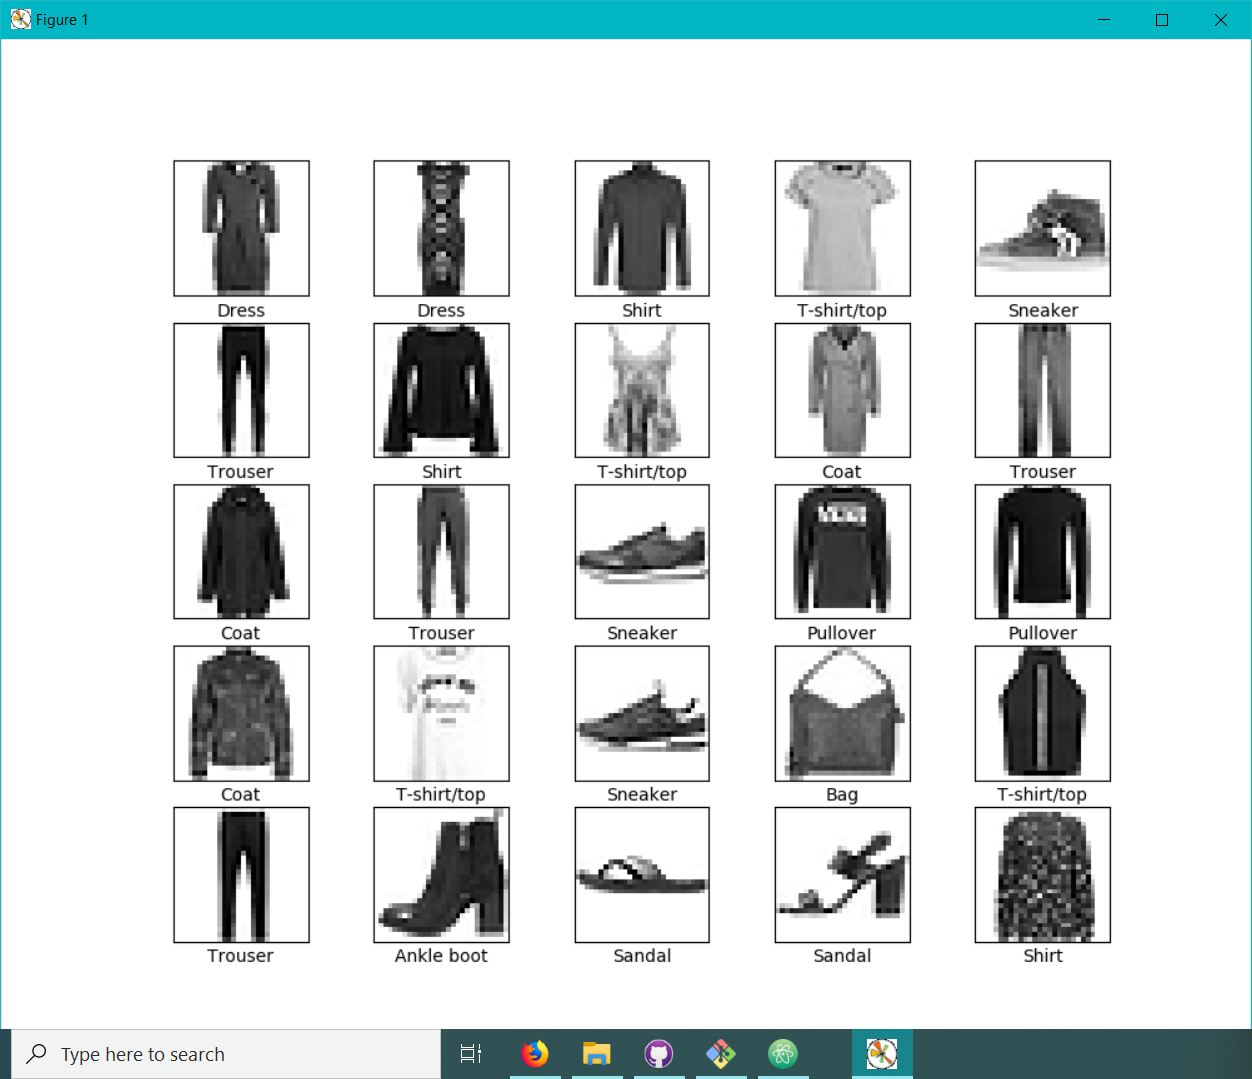 Figure 1
Dress Dress Shirt T-shirt/top Sneaker
Trouser Shirt T-shirt/top Coat Trouser
Coat Trouser Sneaker Pullover Pullover
Coat T-shirt/top Sneaker Bag T-shirt/top
Trouser Ankle boot Sandal Sandal Shirt
Type here to search